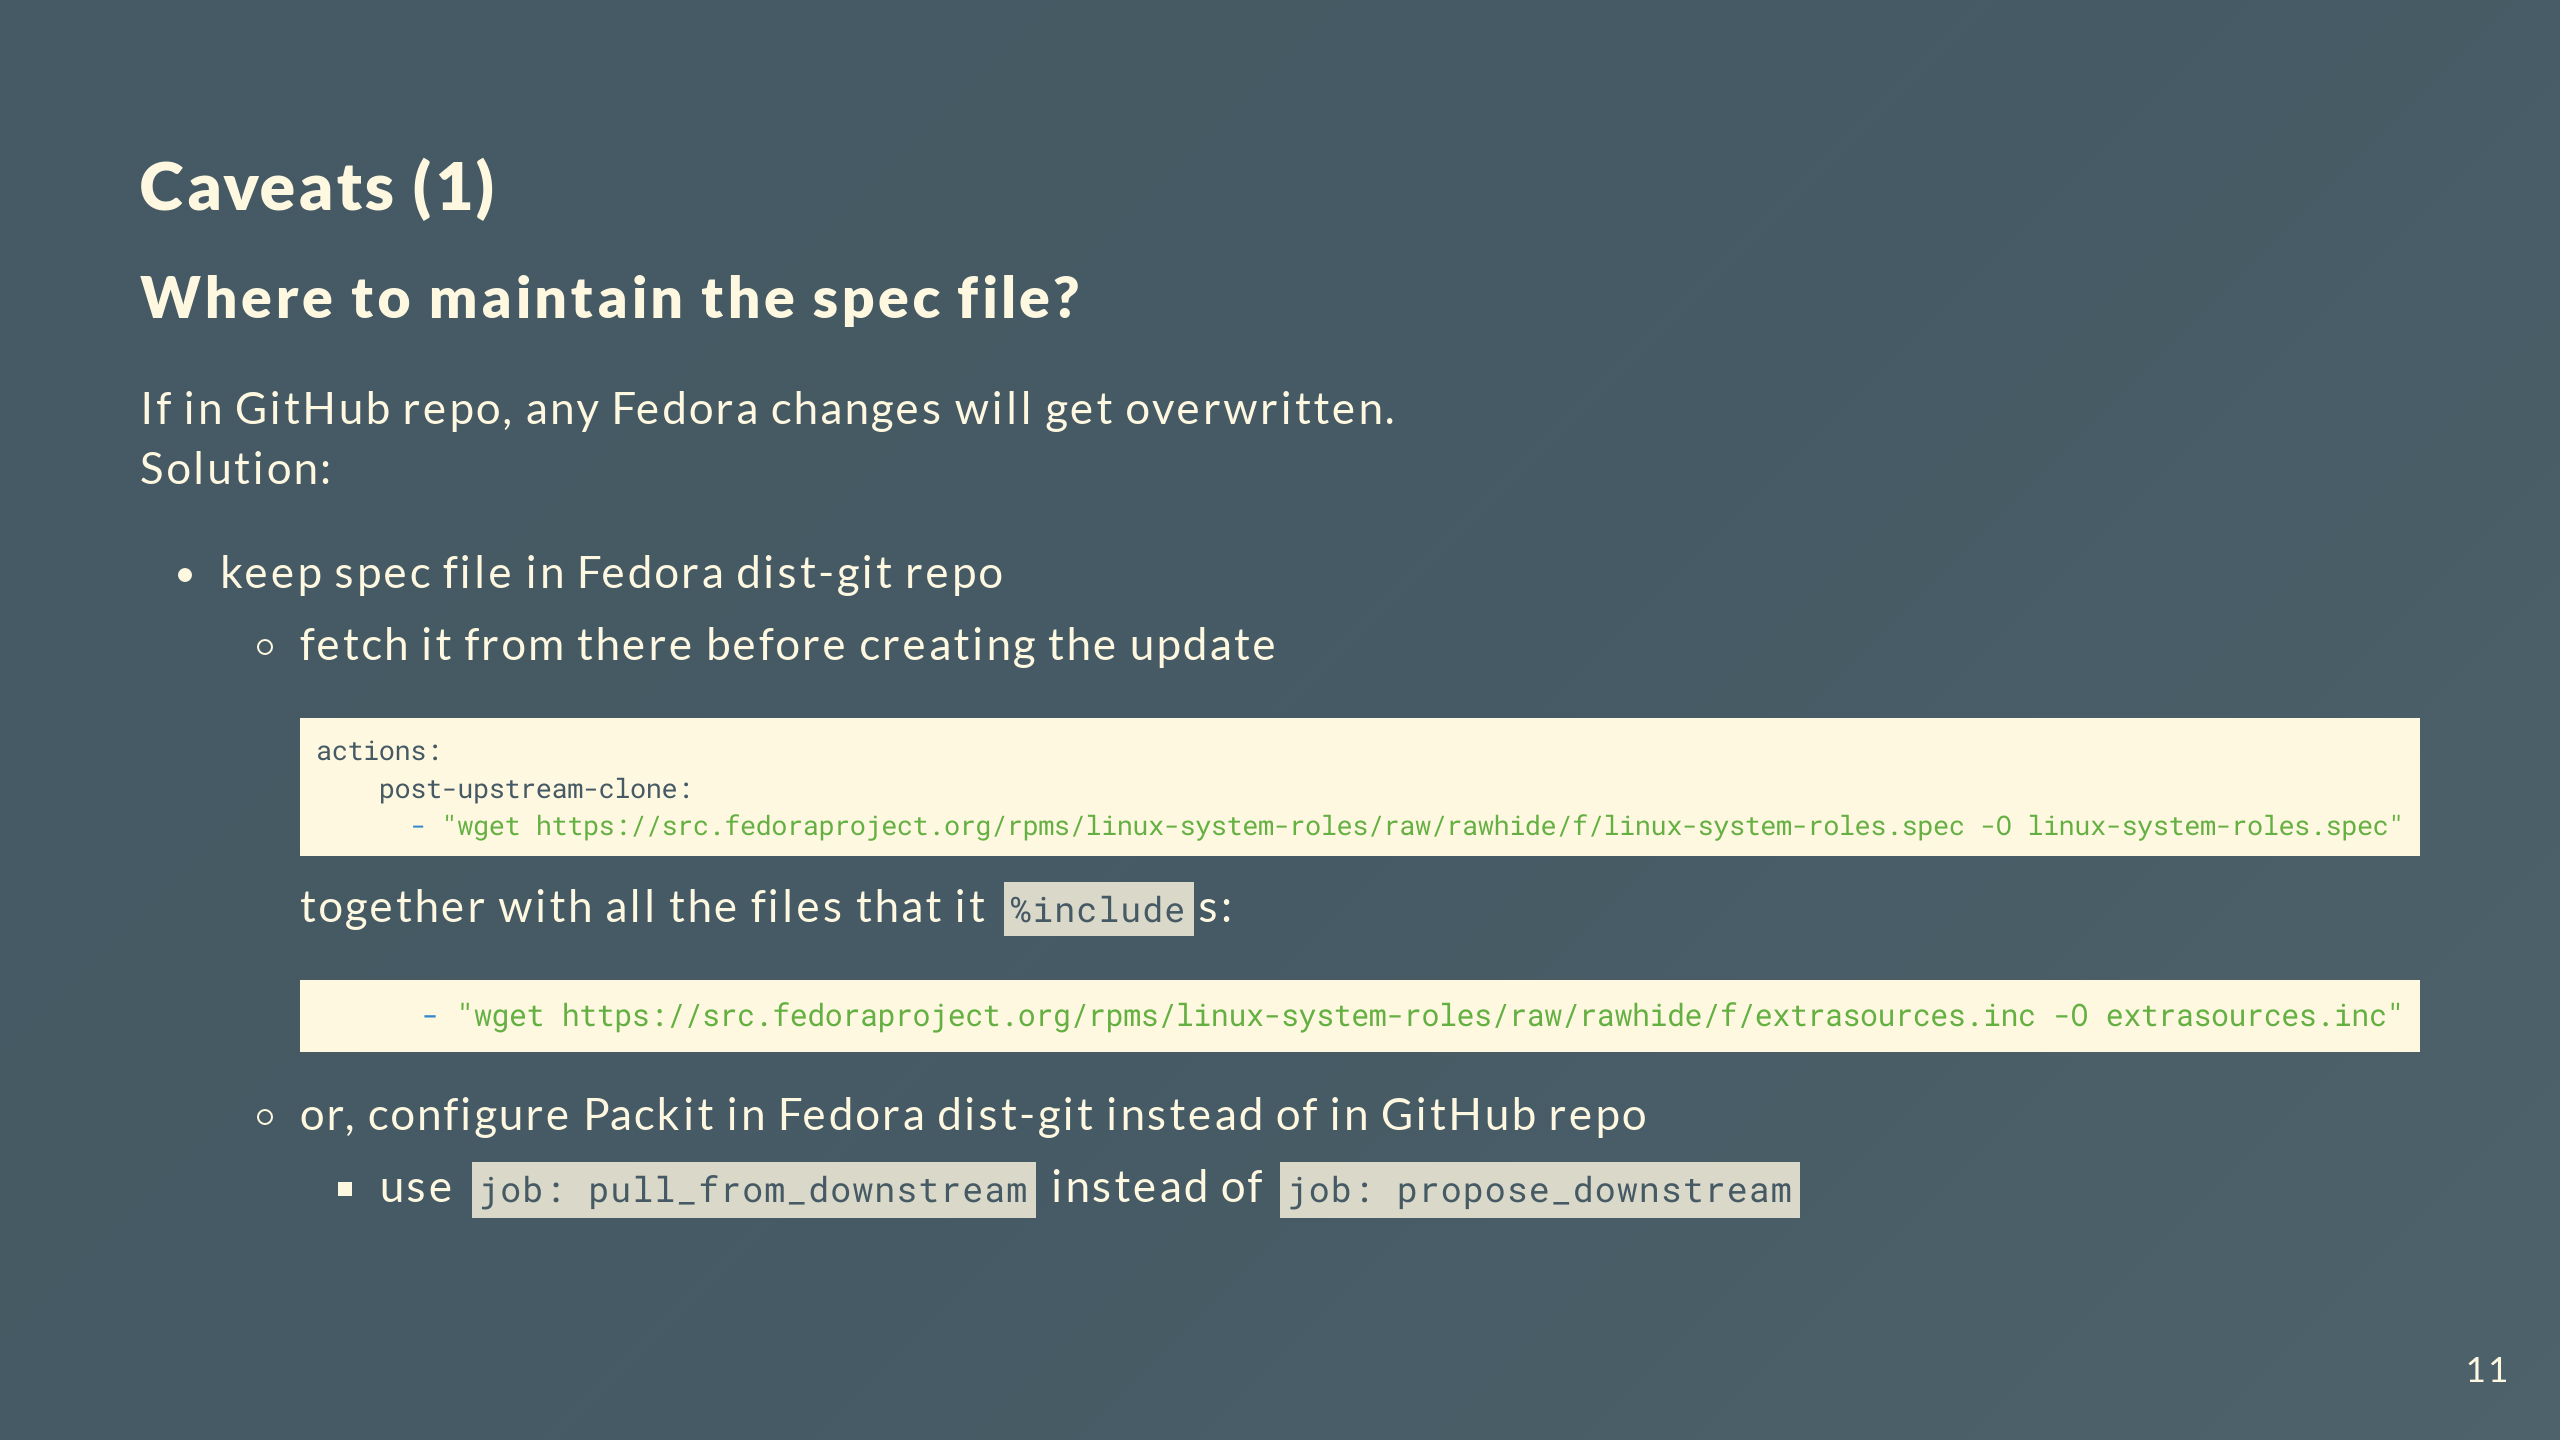 Caveats (1)
Where to maintain the spec file?
If in GitHub repo, any Fedora changes will get overwritten.
Solution:
• keep spec file in Fedora dist-git repo
○ fetch it from there before creating the update
actions:
    post-upstream-clone:
      - "wget https://src.fedoraproject.org/rpms/linux-system-roles/raw/rawhide/f/linux-system-roles.spec -O linux-system-roles.spec"
together with all the files that it %include s:
      - "wget https://src.fedoraproject.org/rpms/linux-system-roles/raw/rawhide/f/extrasources.inc -O extrasources.inc"
○ or, configure Packit in Fedora dist-git instead of in GitHub repo
▪ use job: pull_from_downstream instead of job: propose_downstream
11